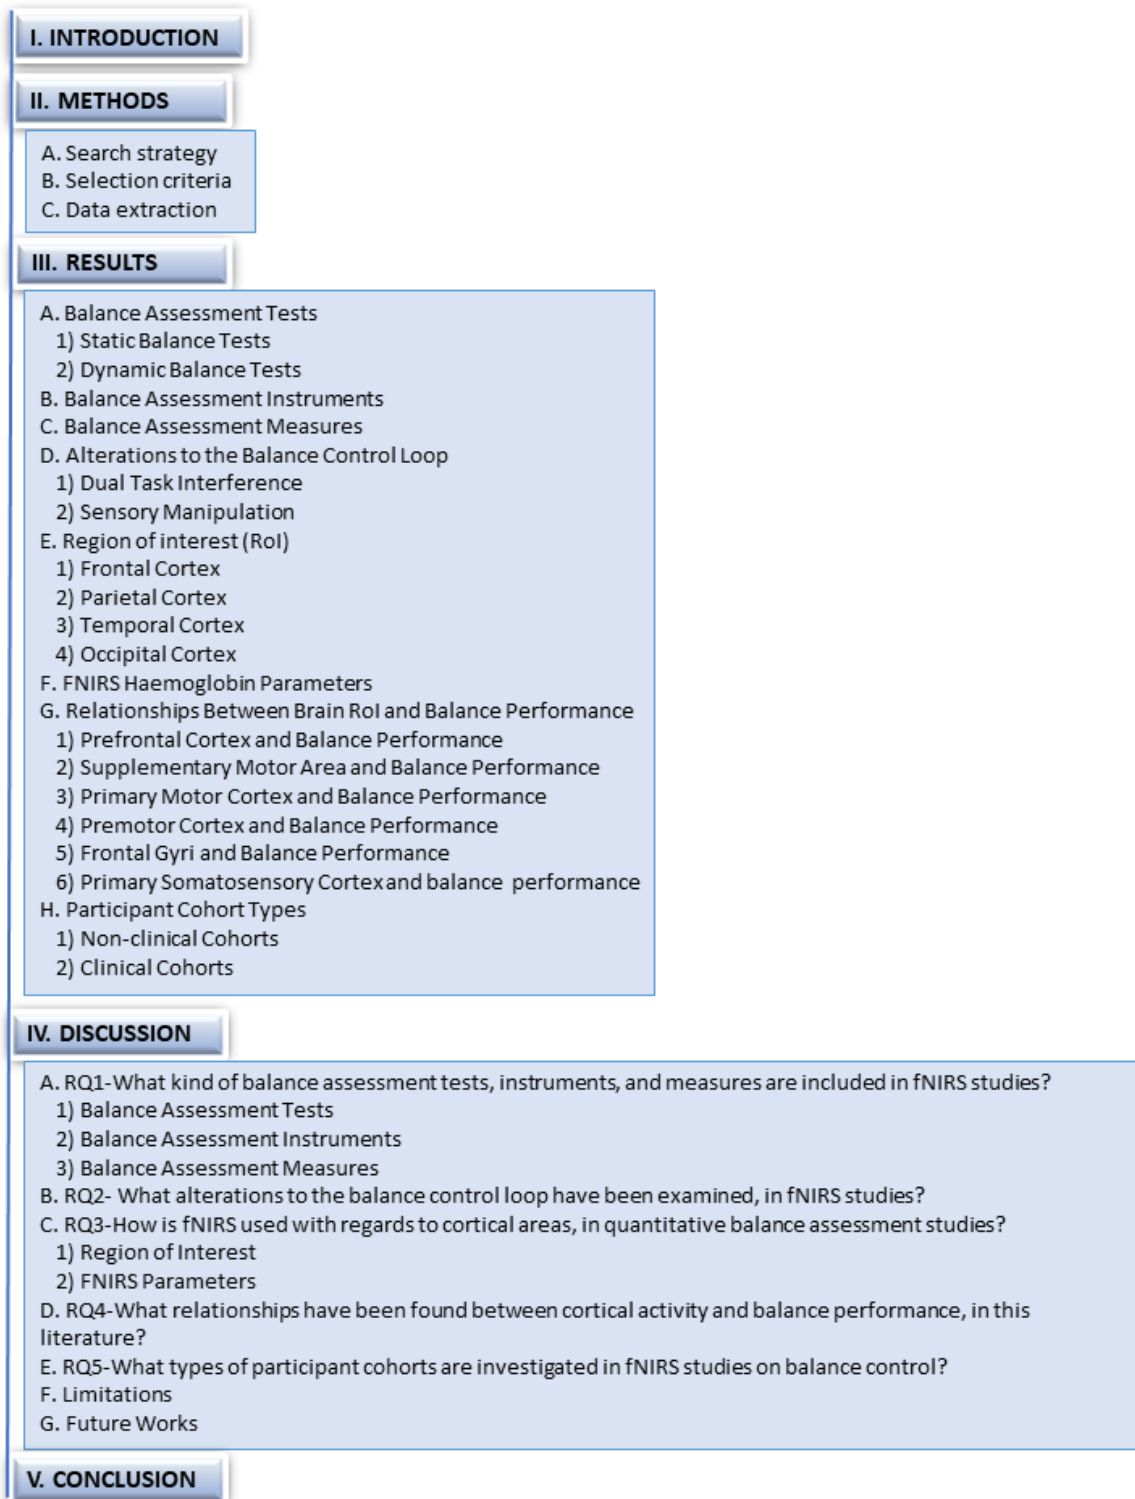 I. INTRODUCTION
II. METHODS
A. Search strategy
B. Selection criteria
C. Data extraction
III. RESULTS
A. Balance Assessment Tests
1) Static Balance Tests
2) Dynamic Balance Tests
B. Balance Assessment Instruments
C. Balance Assessment Measures
D. Alterations to the Balance Control Loop
1) Dual Task Interference
2) Sensory Manipulation
E. Region of interest (RoI)
1) Frontal Cortex
2) Parietal Cortex
3) Temporal Cortex
4) Occipital Cortex
F. FNIRS Haemoglobin Parameters
G. Relationships Between Brain RoI and Balance Performance
1) Prefrontal Cortex and Balance Performance
2) Supplementary Motor Area and Balance Performance
3) Primary Motor Cortex and Balance Performance
4) Premotor Cortex and Balance Performance
5) Frontal Gyri and Balance Performance
6) Primary Somatosensory Cortex and balance performance
H. Participant Cohort Types
1) Non-clinical Cohorts
2) Clinical Cohorts
IV. DISCUSSION
A. RQ1-What kind of balance assessment tests, instruments, and measures are included in fNIRS studies?
1) Balance Assessment Tests
2) Balance Assessment Instruments
3) Balance Assessment Measures
B. RQ2- What alterations to the balance control loop have been examined, in fNIRS studies?
C. RQ3-How is fNIRS used with regards to cortical areas, in quantitative balance assessment studies?
1) Region of Interest
2) FNIRS Parameters
D. RQ4-What relationships have been found between cortical activity and balance performance, in this
literature?
E. RQ5-What types of participant cohorts are investigated in fNIRS studies on balance control?
F. Limitations
G. Future Works
V. CONCLUSION